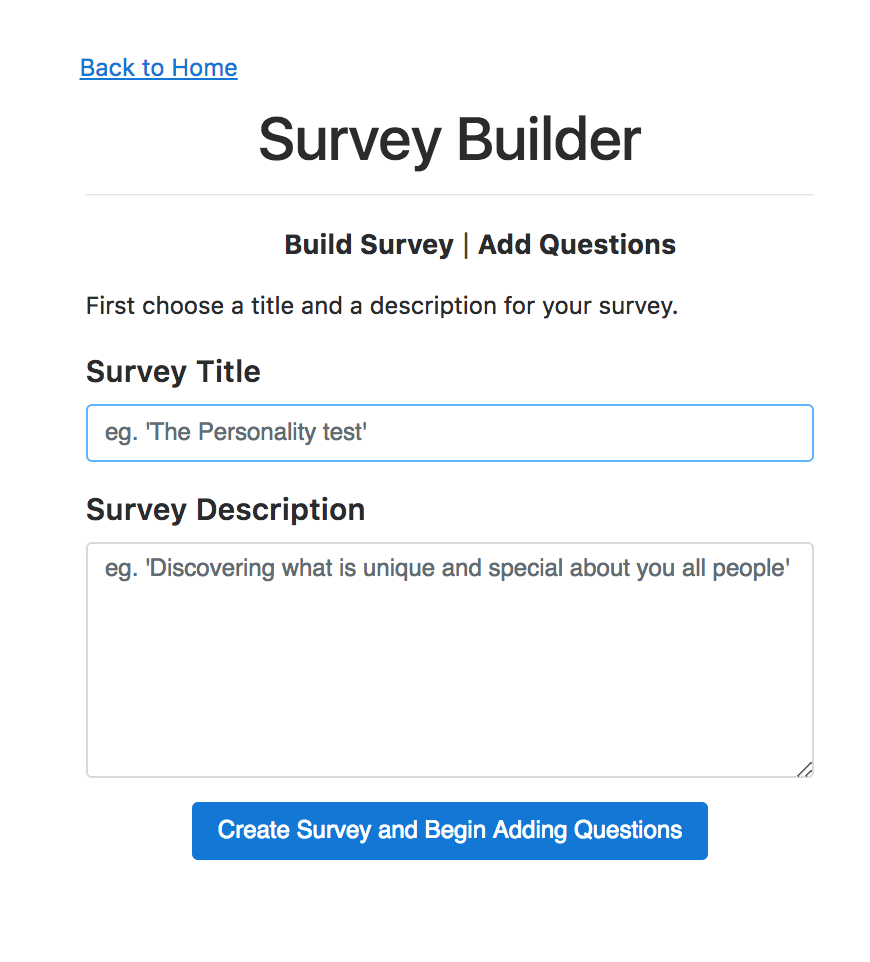 Back to Home
Survey Builder
Build Survey | Add Questions
First choose a title and a description for your survey.
Survey Title
eg. 'The Personality test'
Survey Description
eg. 'Discovering what is unique and special about you all people'
Create Survey and Begin Adding Questions